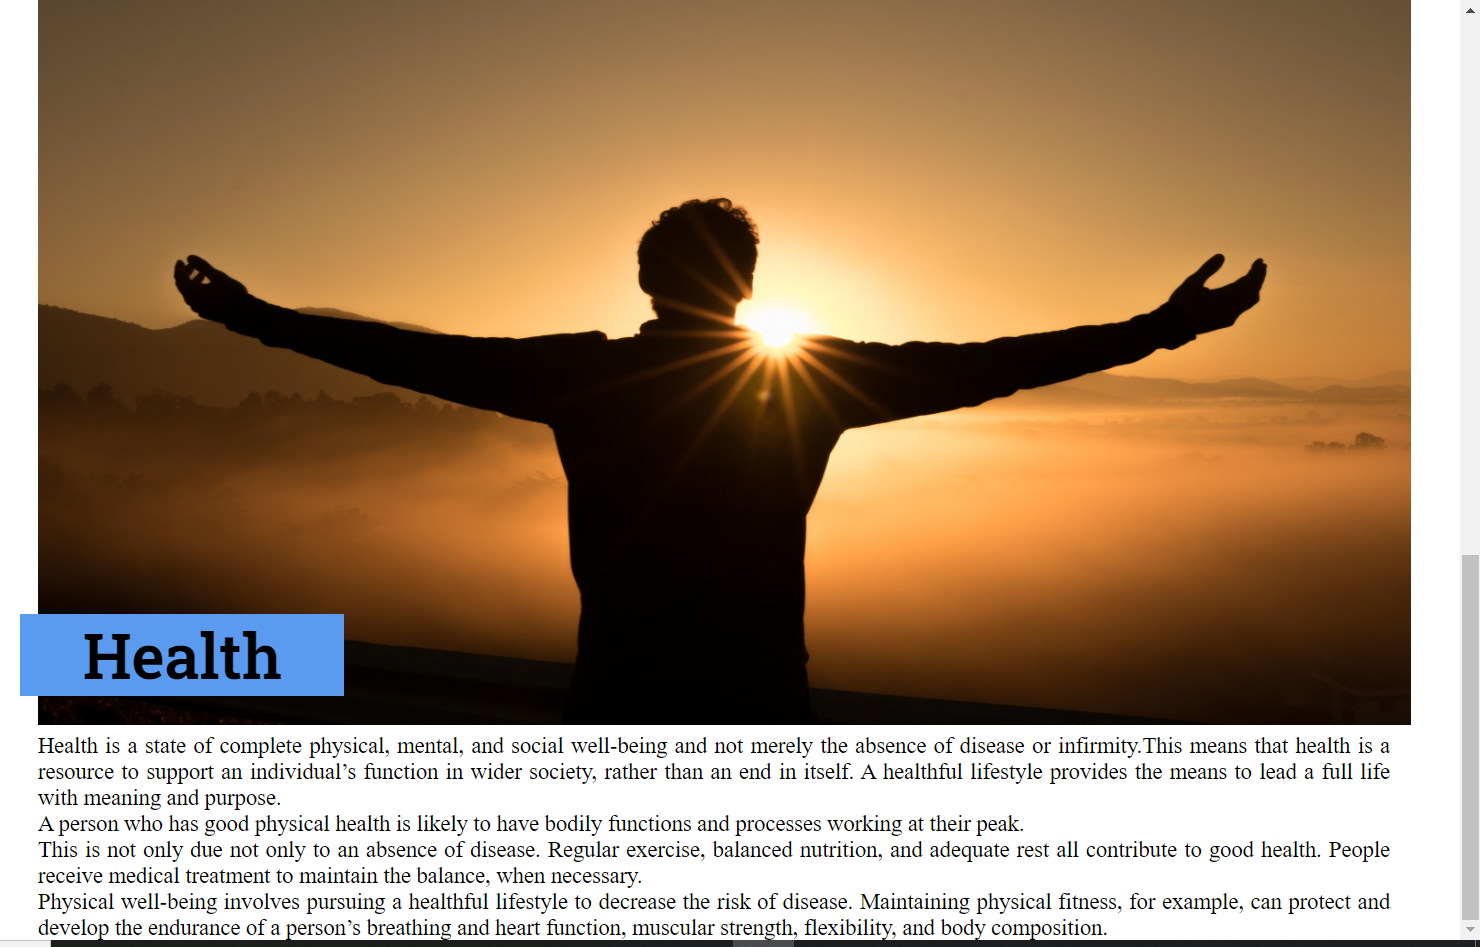 Health
Health is a state of complete physical, mental, and social well-being and not merely the absence of disease or infirmity.This means that health is a
resource to support an individual’s function in wider society, rather than an end in itself. A healthful lifestyle provides the means to lead a full life
with meaning and purpose.
A person who has good physical health is likely to have bodily functions and processes working at their peak.
This is not only due not only to an absence of disease. Regular exercise, balanced nutrition, and adequate rest all contribute to good health. People
receive medical treatment to maintain the balance, when necessary.
Physical well-being involves pursuing a healthful lifestyle to decrease the risk of disease. Maintaining physical fitness, for example, can protect and
develop the endurance of a person’s breathing and heart function, muscular strength, flexibility, and body composition.